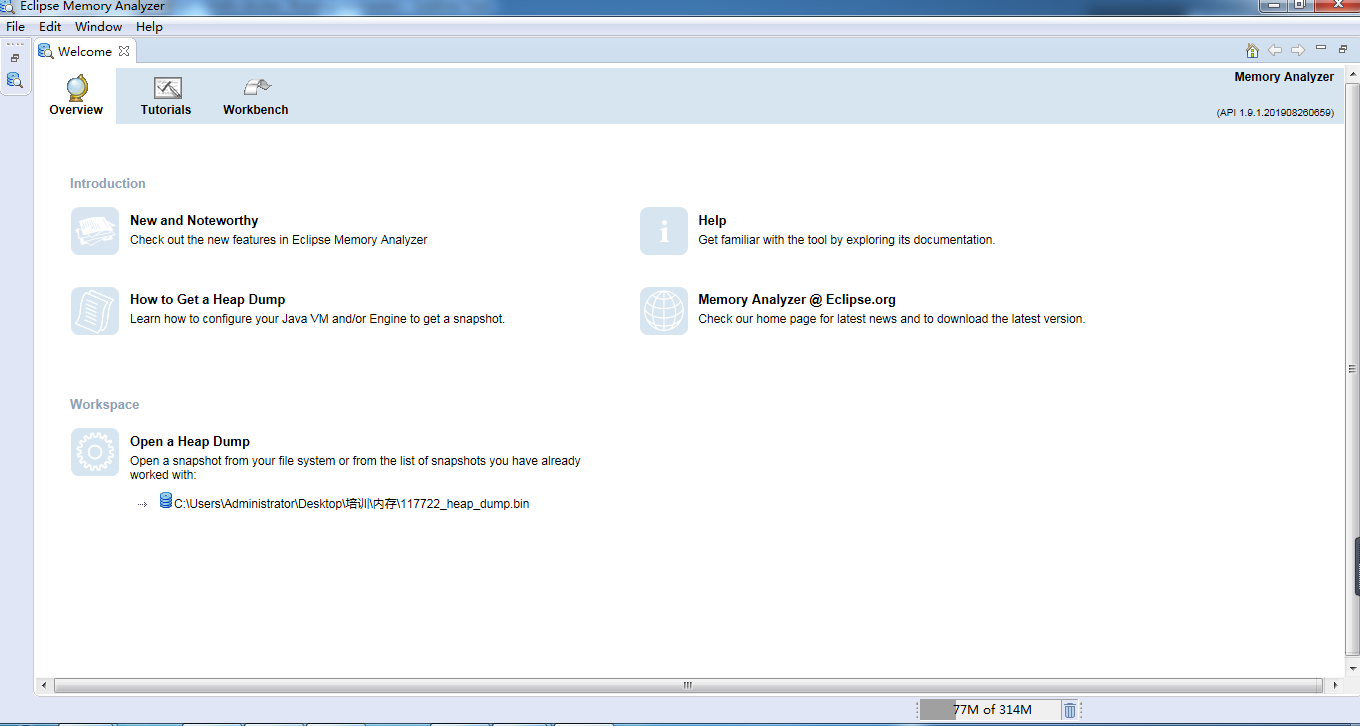 Eclipse Memory Analyzer
File Edit Window Help
Welcome
Overview Tutorials Workbench
Memory Analyzer
(API 1.9.1.201908260659)
Introduction
New and Noteworthy
Check out the new features in Eclipse Memory Analyzer
Help
Get familiar with the tool by exploring its documentation.
How to Get a Heap Dump
Learn how to configure your Java VM and/or Engine to get a snapshot.
Memory Analyzer @ Eclipse.org
Check our home page for latest news and to download the latest version.
Workspace
Open a Heap Dump
Open a snapshot from your file system or from the list of snapshots you have already
worked with:
C:\Users\Administrator\Desktop\培训\内存\117722_heap_dump.bin
77M of 314M